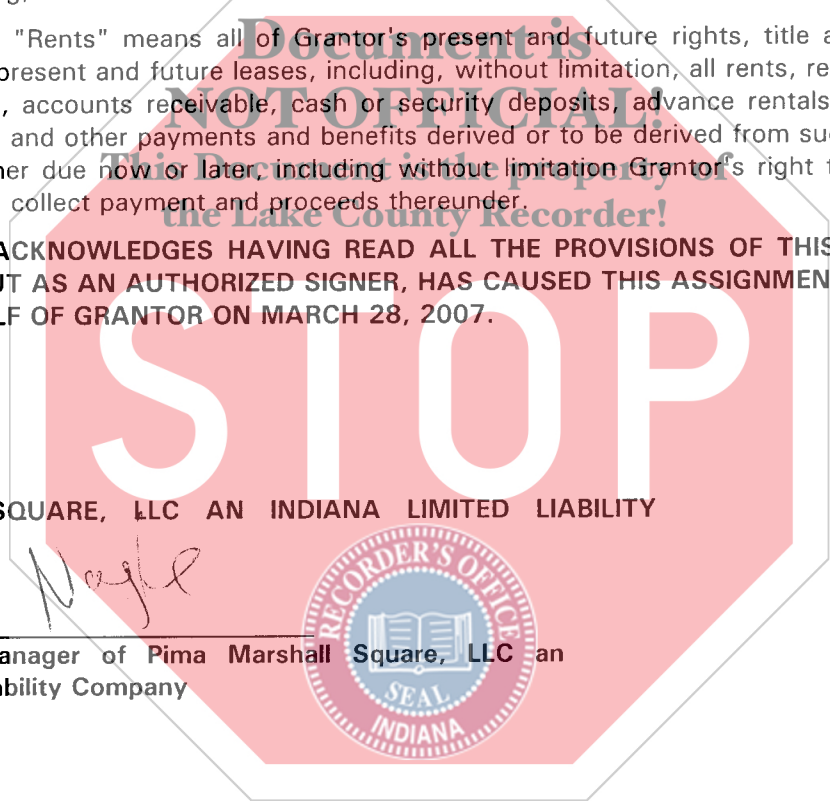 "Rents" means all of Grantor's present and future rights, title a
present and future leases, including, without limitation, all rents, re
, accounts receivable, cash or security deposits, advance rentals
and other payments and benefits derived or to be derived from su
her due now or later, including without limitation Grantor's right t
collect payment and proceeds thereunder.
Document is
NOT OFFICIAL!
This Document is the property of
the Lake County Recorder!
ACKNOWLEDGES HAVING READ ALL THE PROVISIONS OF THIS
UT AS AN AUTHORIZED SIGNER, HAS CAUSED THIS ASSIGNMEN
LF OF GRANTOR ON MARCH 28, 2007.
STOP
SQUARE, LLC AN INDIANA LIMITED LIABILITY
Nagle
anager of Pima Marshall Square, LLC an
ability Company
RECORDER'S OFFICE
SEAL
INDIANA